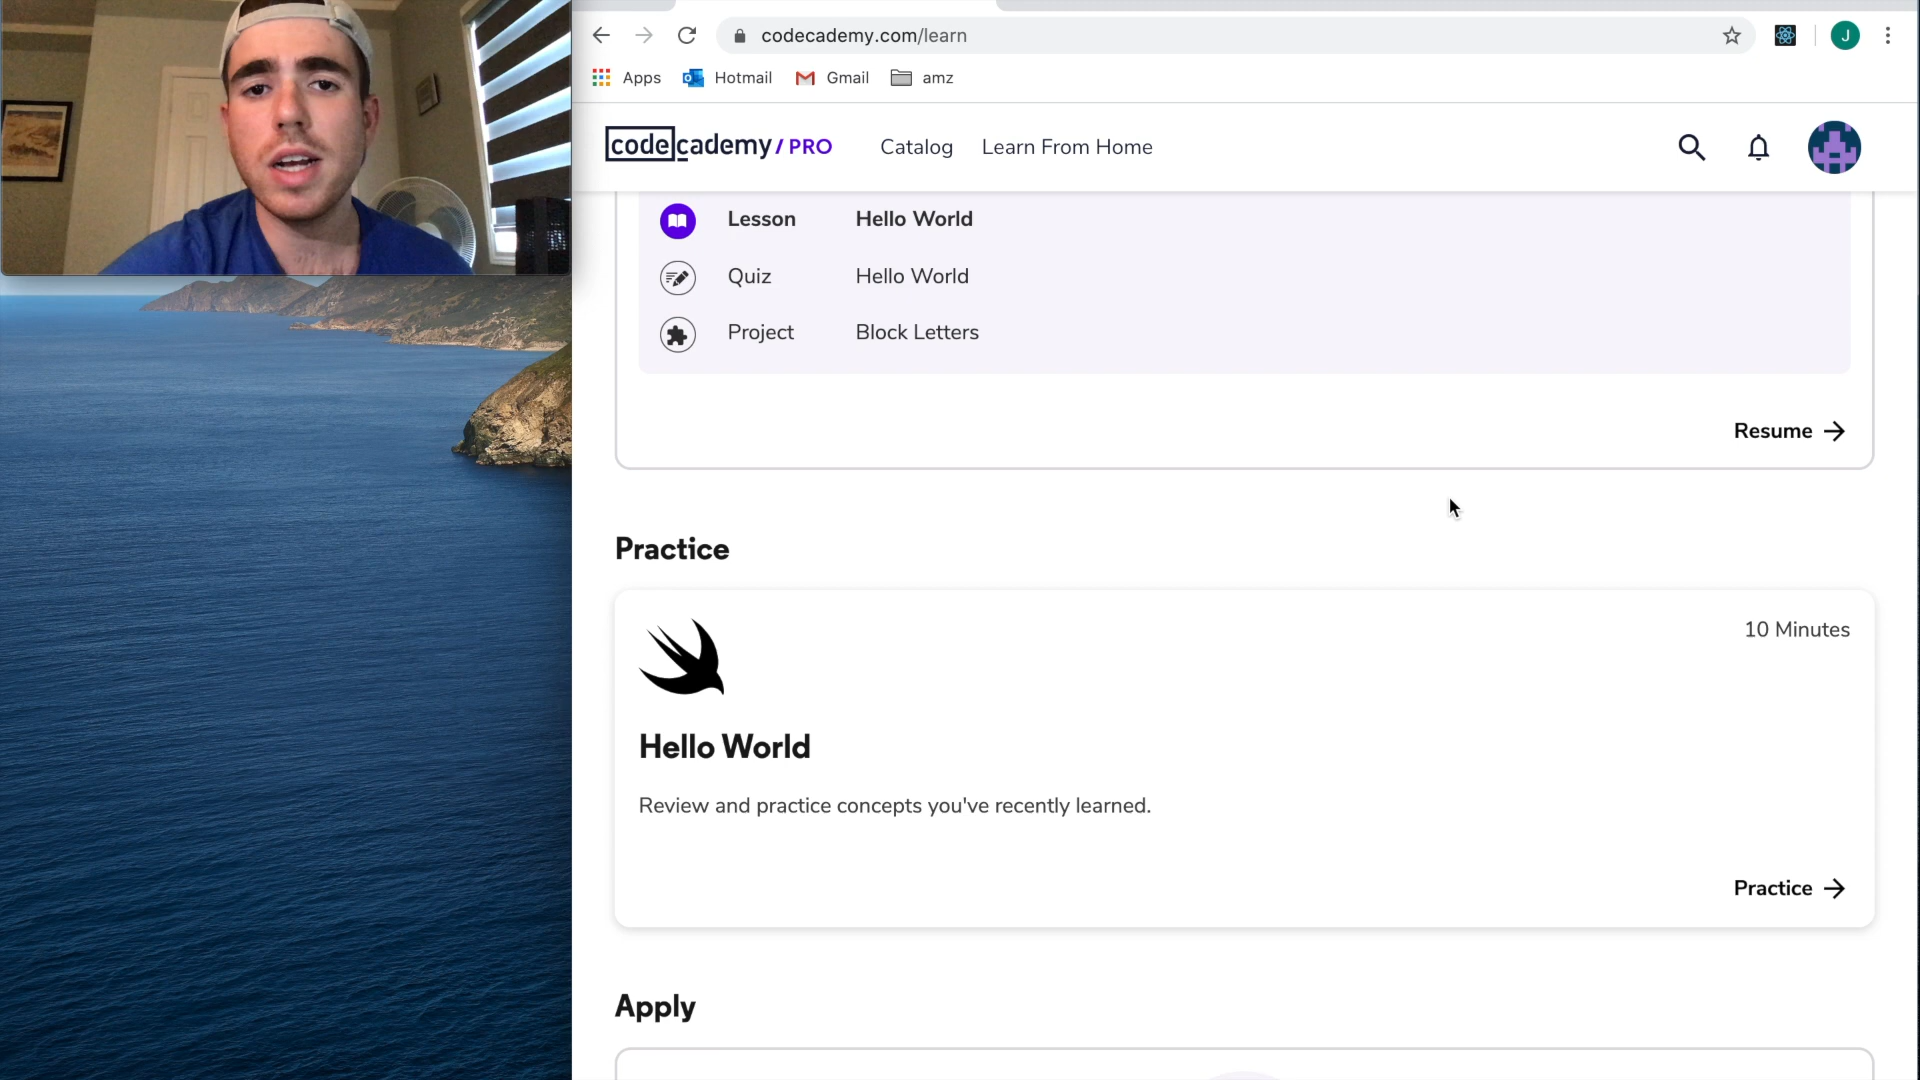 codecademy.com/learn
J
Apps
Hotmail
Gmail
amz
codecademy / PRO
Catalog
Learn From Home
Lesson
Hello World
Quiz
Hello World
Project
Block Letters
Resume
Practice
10 Minutes
Hello World
Review and practice concepts you've recently learned.
Practice
Apply